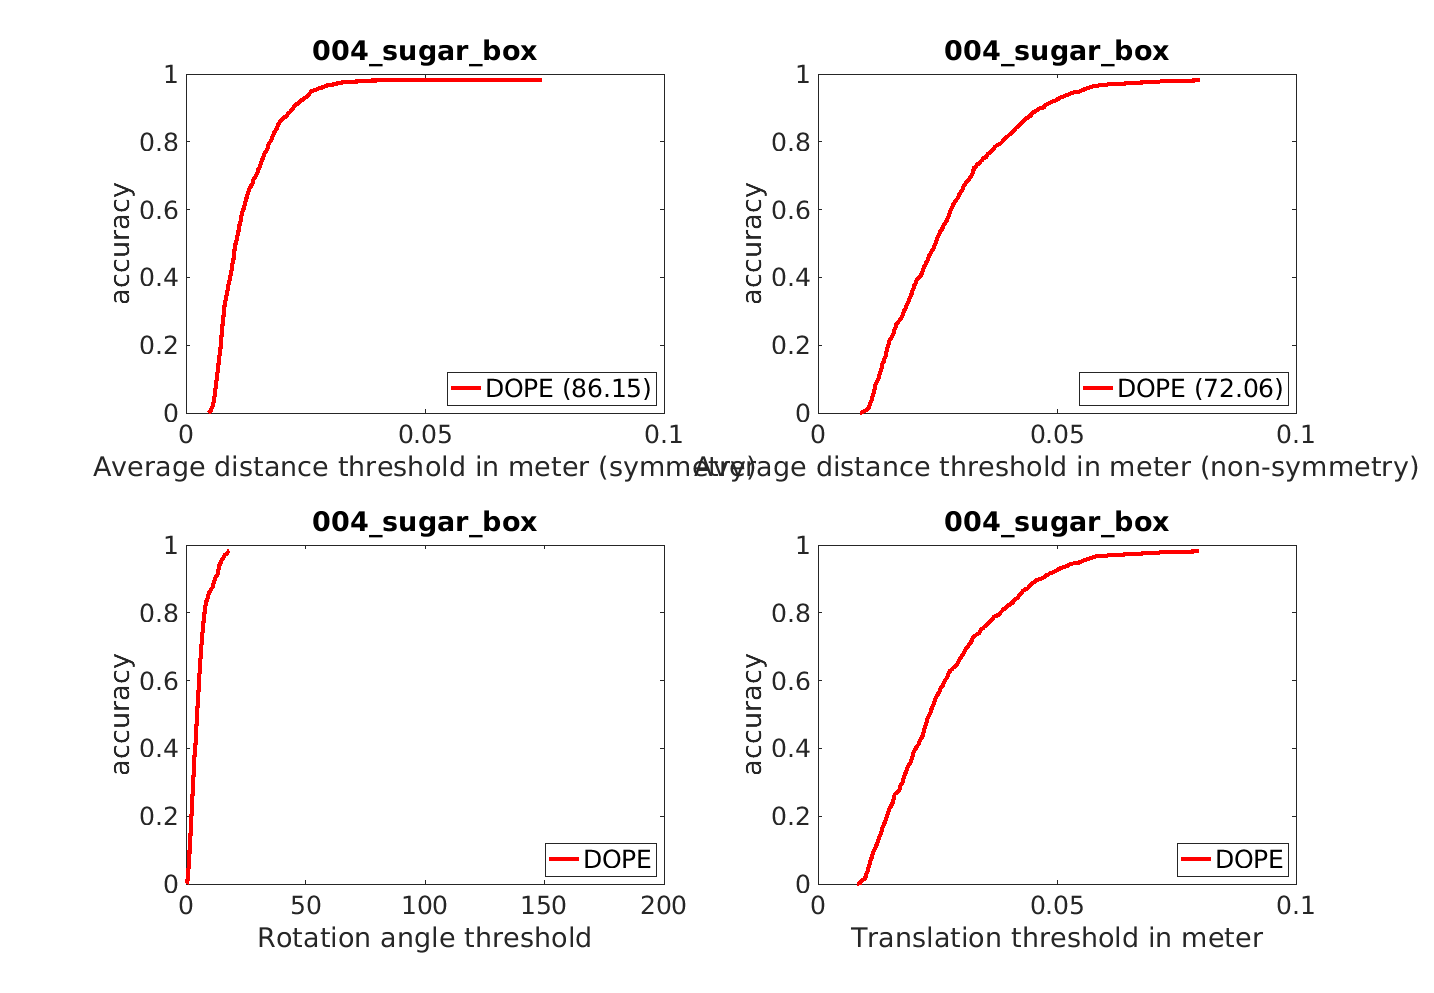 004_sugar_box
1
0.8
0.6
0.4
0.2
0
accuracy
DOPE (86.15)
0
0.05
0.1
Average distance threshold in meter (symmetry)
004_sugar_box
1
0.8
0.6
0.4
0.2
0
accuracy
DOPE (72.06)
0
0.05
0.1
Average distance threshold in meter (non-symmetry)
004_sugar_box
1
0.8
0.6
0.4
0.2
0
accuracy
DOPE
0
50
100
150
200
Rotation angle threshold
004_sugar_box
1
0.8
0.6
0.4
0.2
0
accuracy
DOPE
0
0.05
0.1
Translation threshold in meter